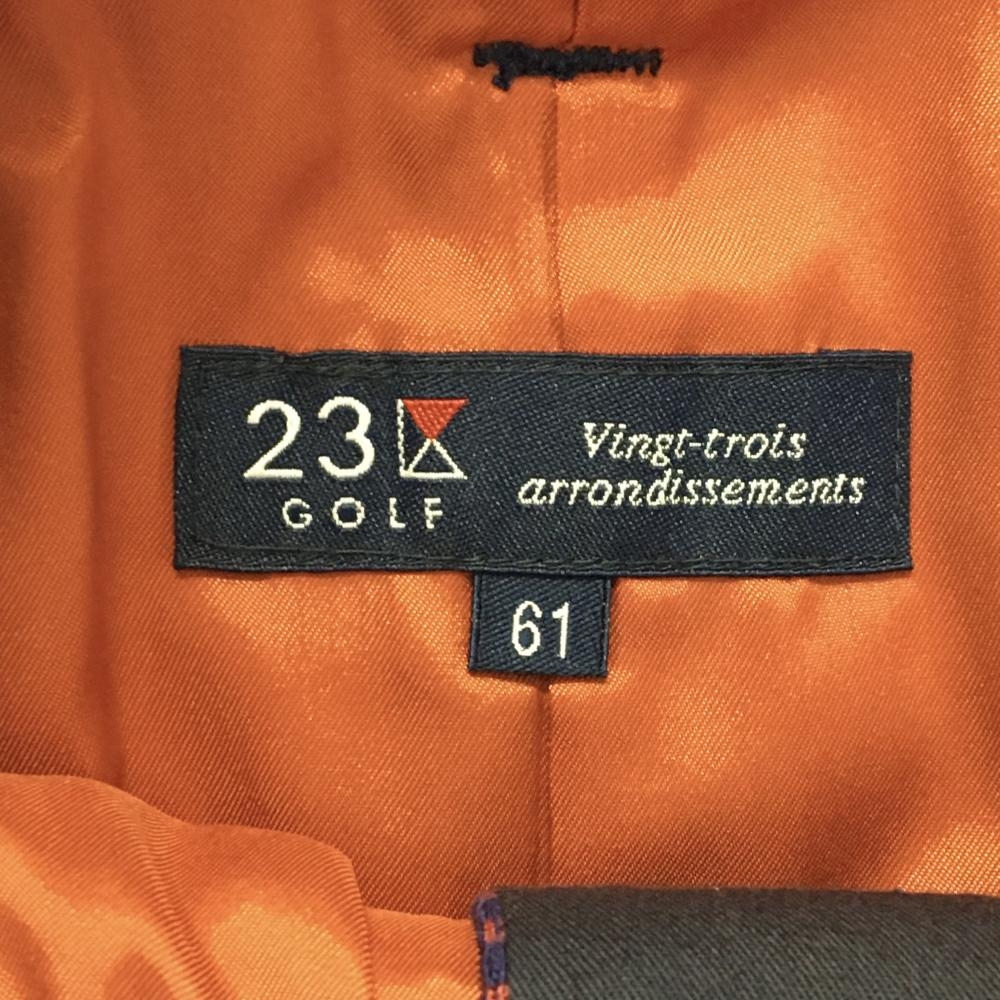 23
GOLF
Vingt-trois
arrondissements
61